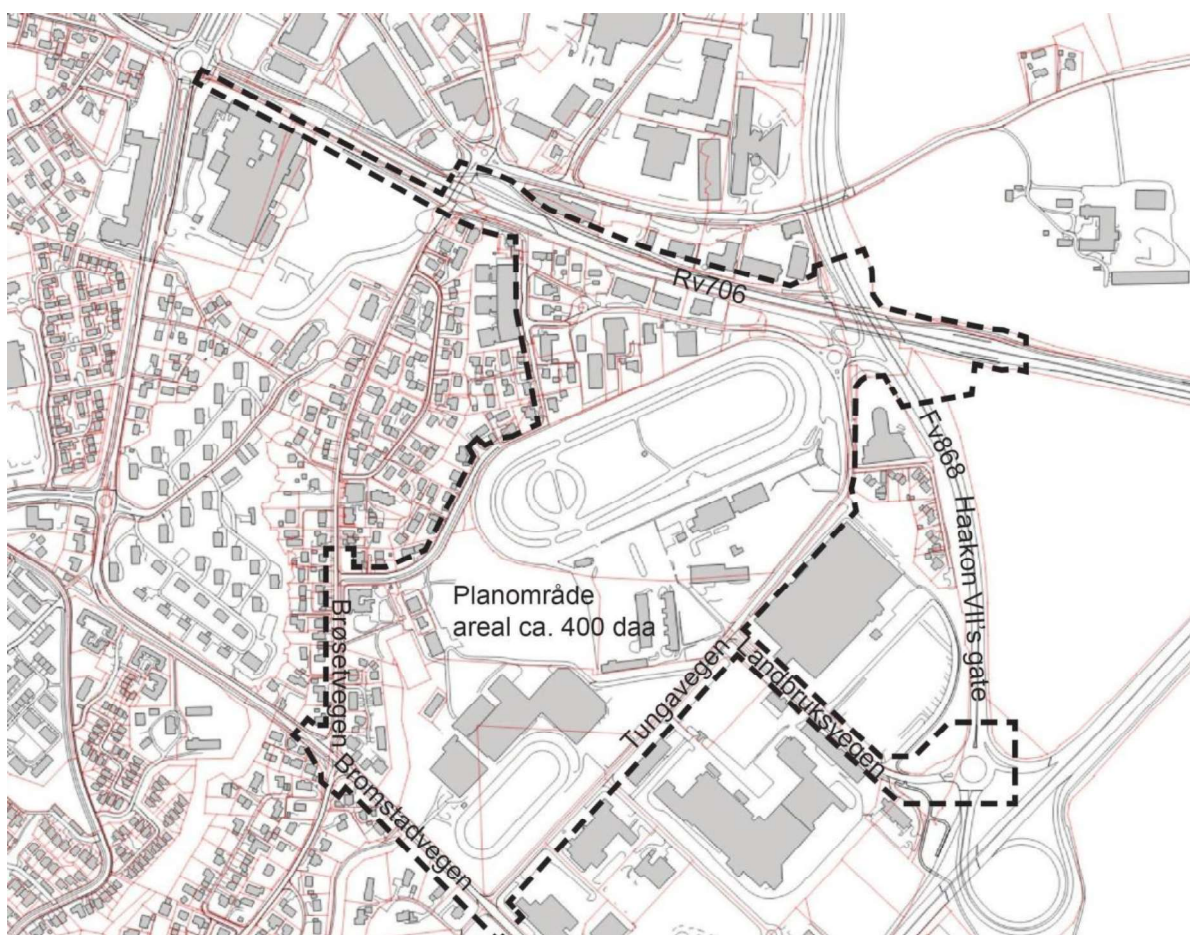 Rv706
Fv868 Haakon VII's gate
Planområde
areal ca. 400 daa
Brøsetvegen
Tungavegen
Landbruksvegen
Bromstadvegen